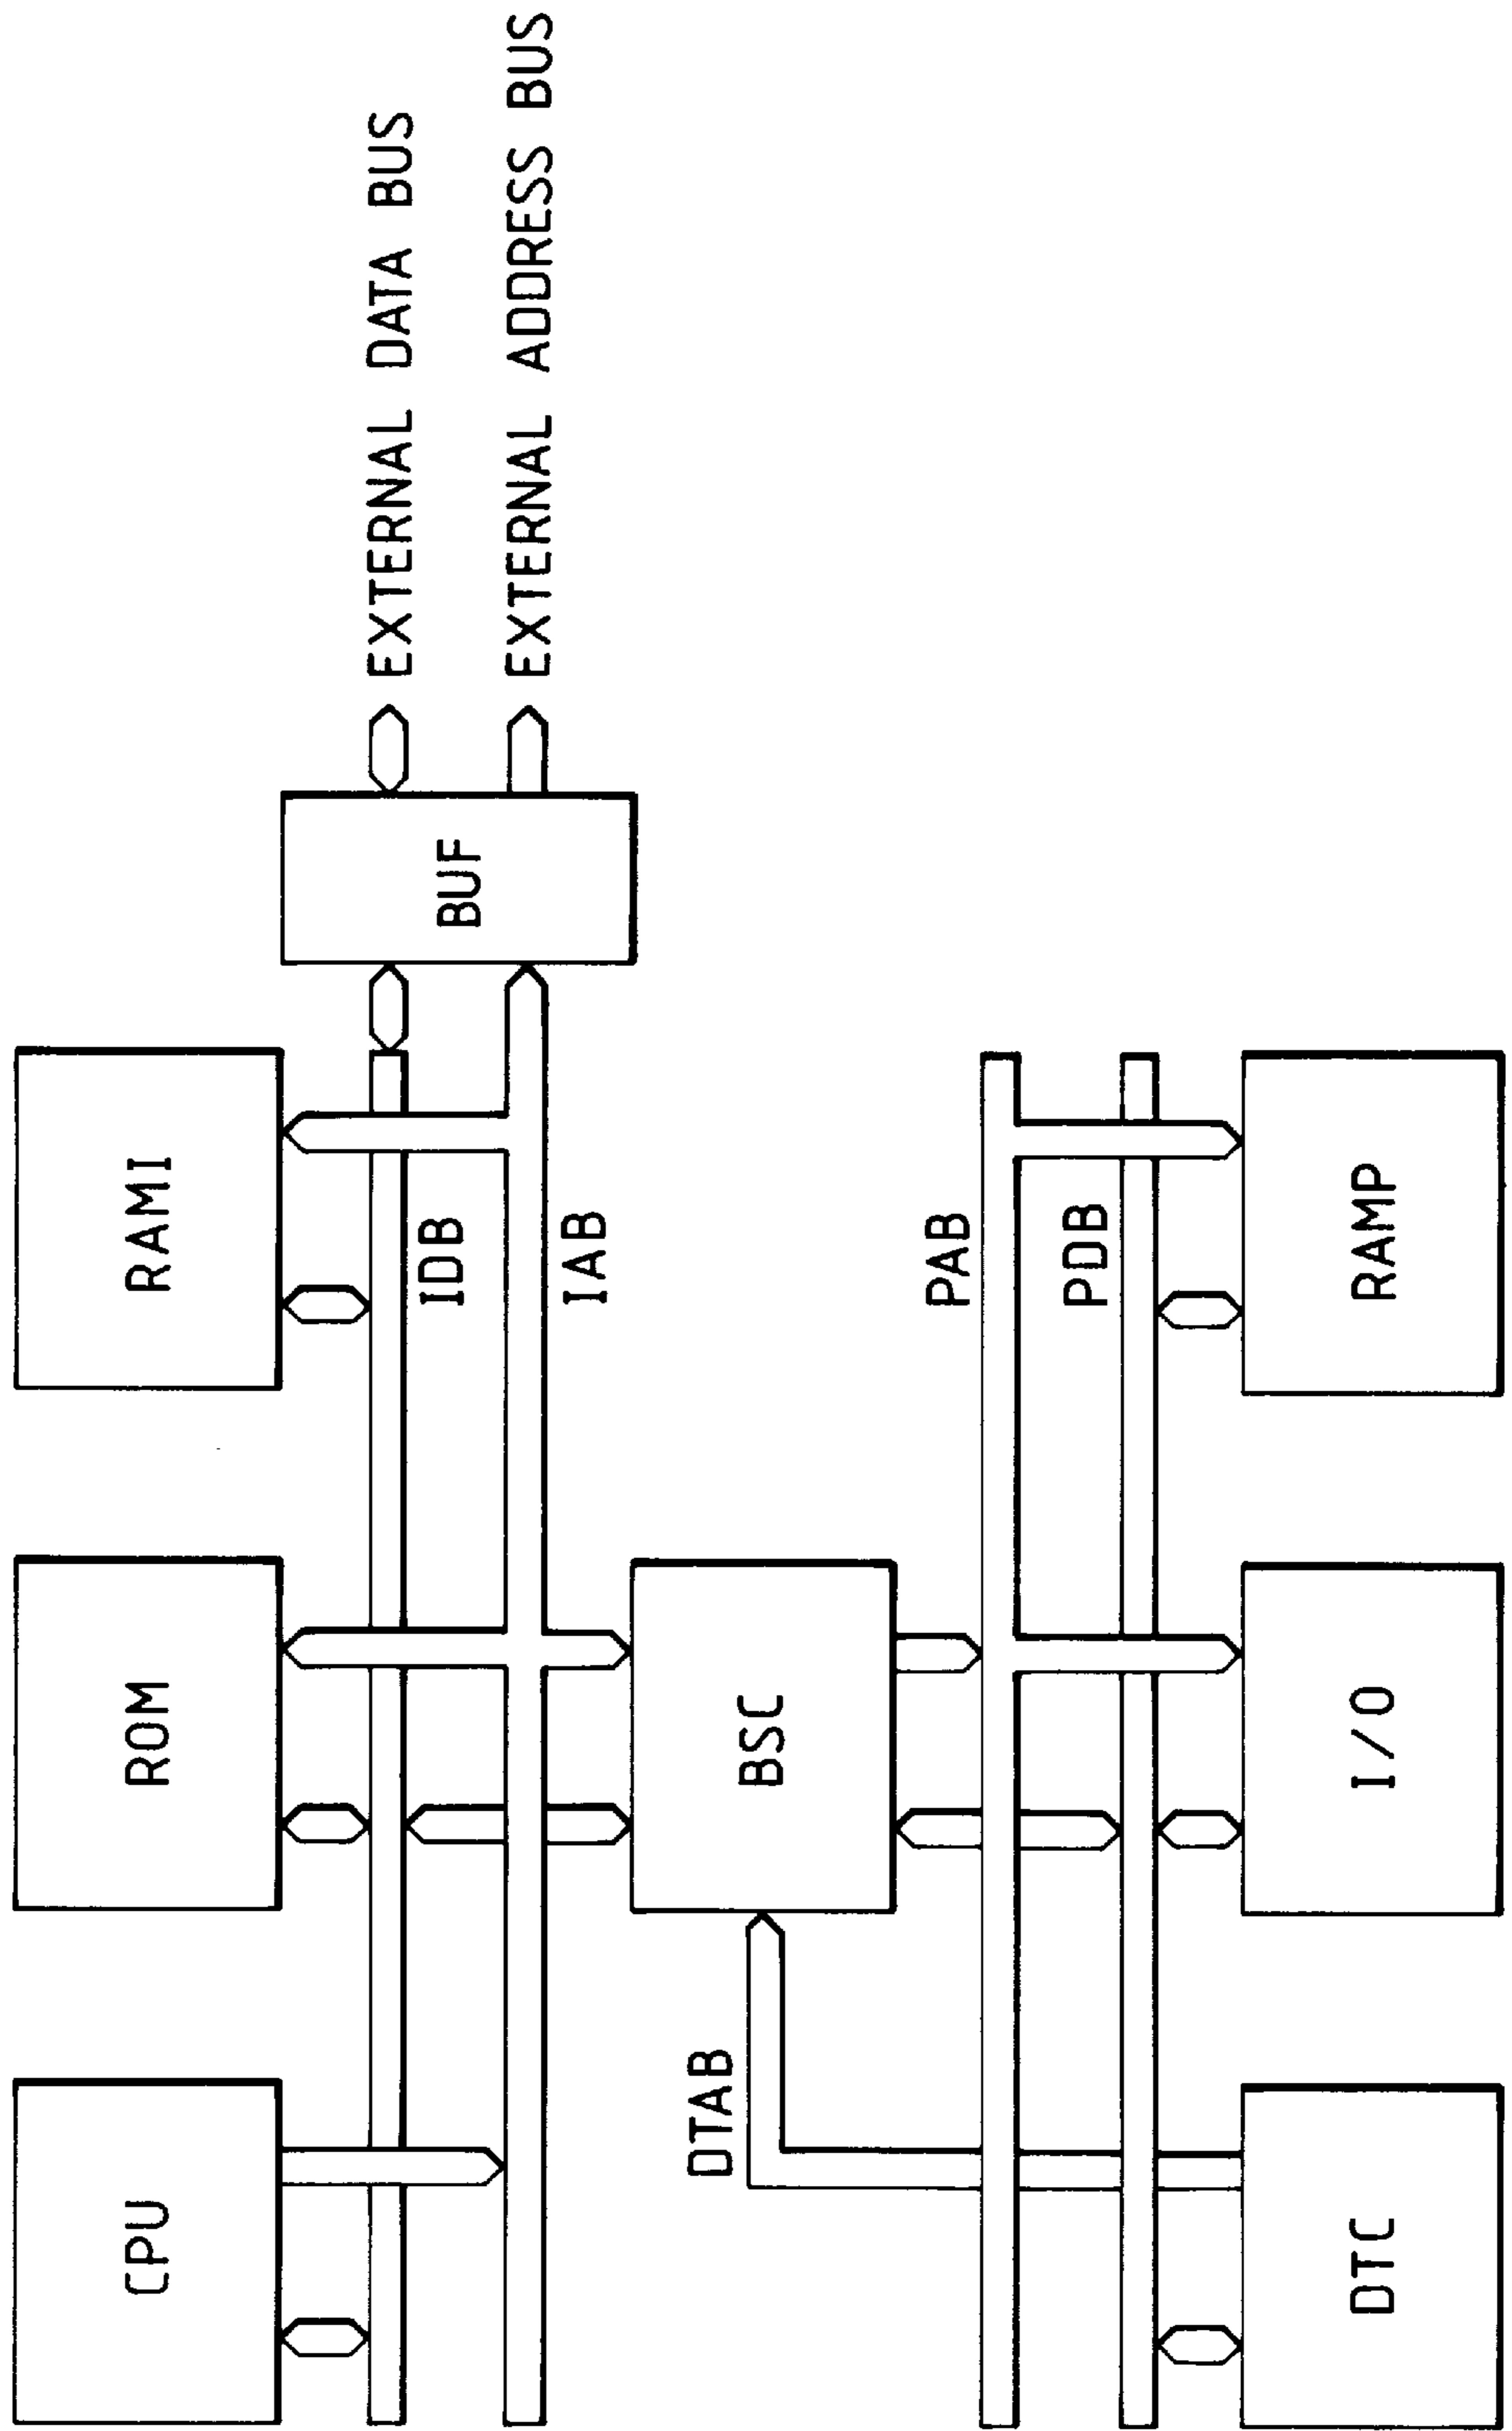 CPU
ROM
RAMI
IDB
IAB
BUF
EXTERNAL DATA BUS
EXTERNAL ADDRESS BUS
DTAB
BSC
PAB
PDB
DTC
I/O
RAMP